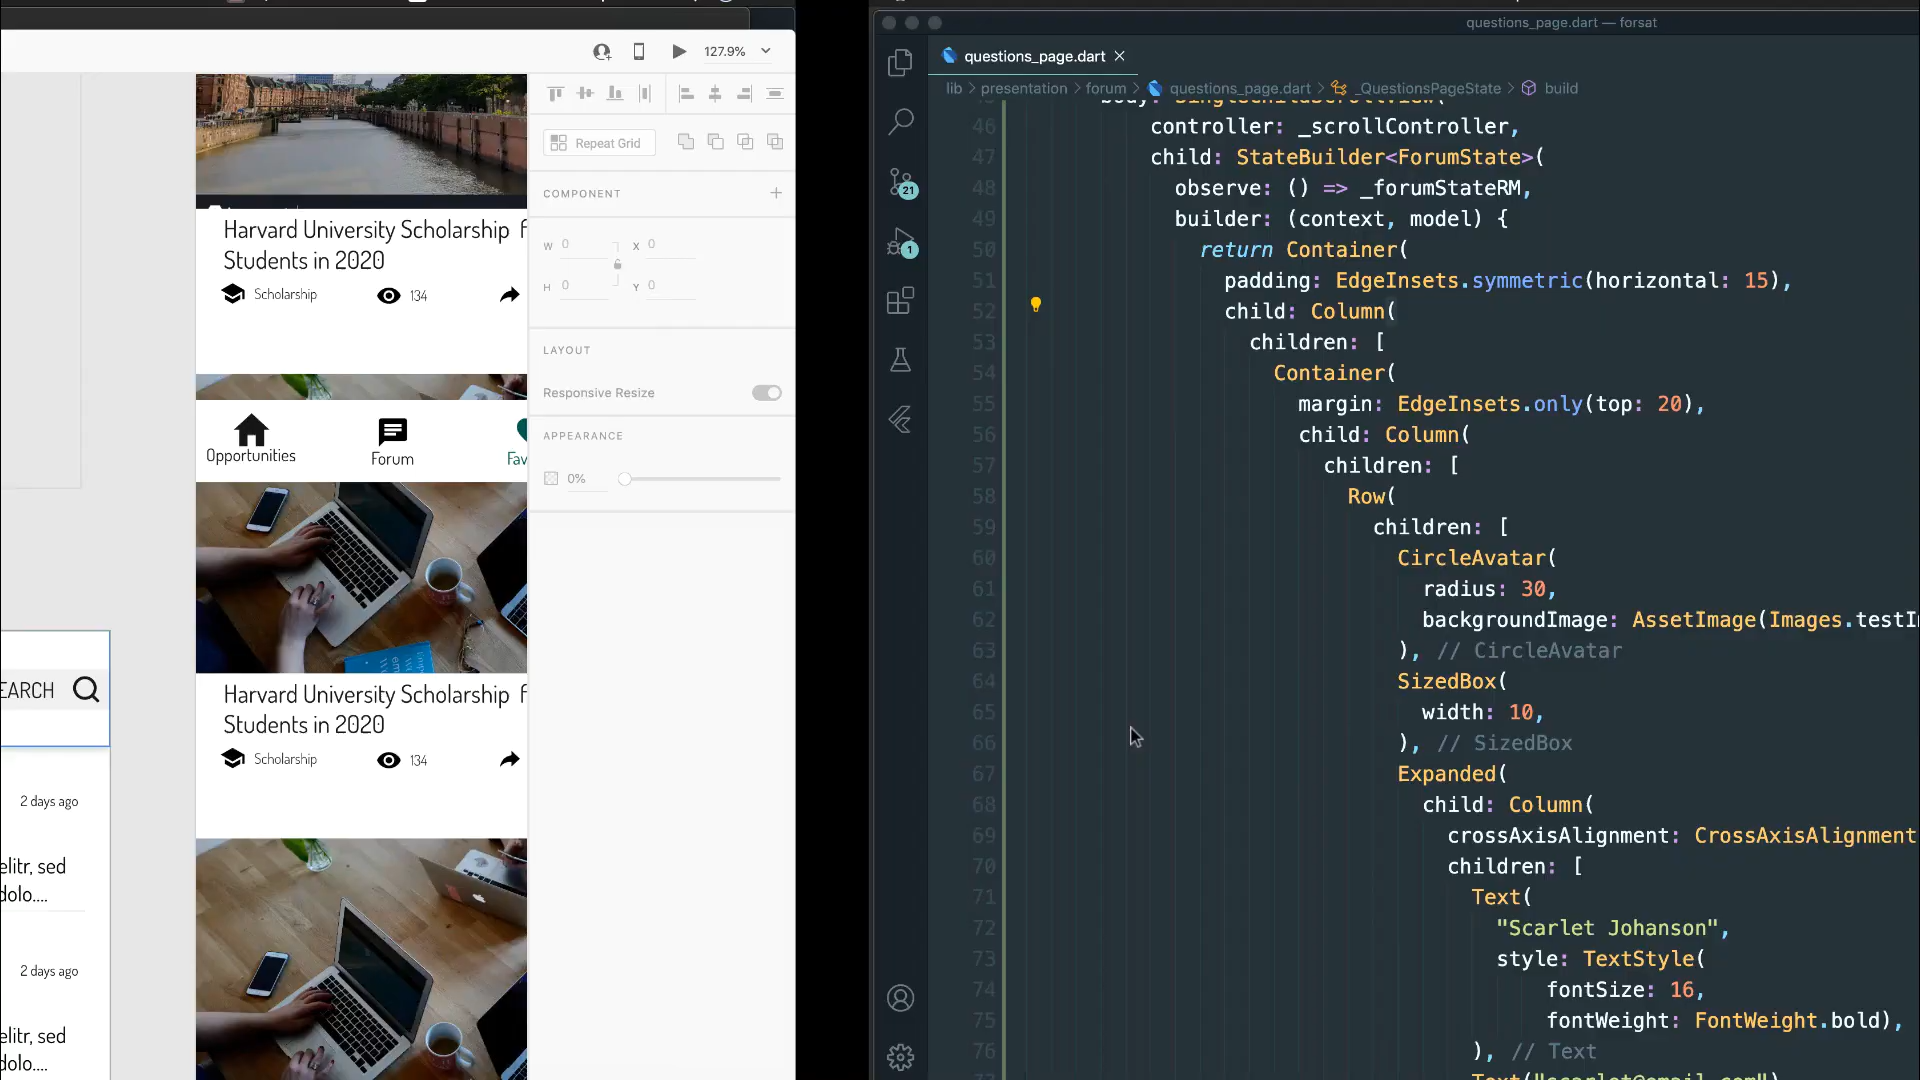 127.9%
Repeat Grid
COMPONENT
W 0 X 0
H 0 Y 0
LAYOUT
Responsive Resize
APPEARANCE
0%
Harvard University Scholarship f
Students in 2020
Scholarship 134
Opportunities Forum Fav
Harvard University Scholarship f
Students in 2020
Scholarship 134
EARCH
2 days ago
elitr, sed
dolo....
2 days ago
elitr, sed
dolo....
questions_page.dart — forsat
questions_page.dart
lib > presentation > forum > questions_page.dart > _QuestionsPageState > build
21
1
body: SingleChildScrollView(
46 controller: _scrollController,
47 child: StateBuilder<ForumState>(
48 observe: () => _forumStateRM,
49 builder: (context, model) {
50 return Container(
51 padding: EdgeInsets.symmetric(horizontal: 15),
52 child: Column(
53 children: [
54 Container(
55 margin: EdgeInsets.only(top: 20),
56 child: Column(
57 children: [
58 Row(
59 children: [
60 CircleAvatar(
61 radius: 30,
62 backgroundImage: AssetImage(Images.testI
63 ), // CircleAvatar
64 SizedBox(
65 width: 10,
66 ), // SizedBox
67 Expanded(
68 child: Column(
69 crossAxisAlignment: CrossAxisAlignment
70 children: [
71 Text(
72 "Scarlet Johanson",
73 style: TextStyle(
74 fontSize: 16,
75 fontWeight: FontWeight.bold),
76 ), // Text
Text("scarlet@email.com")